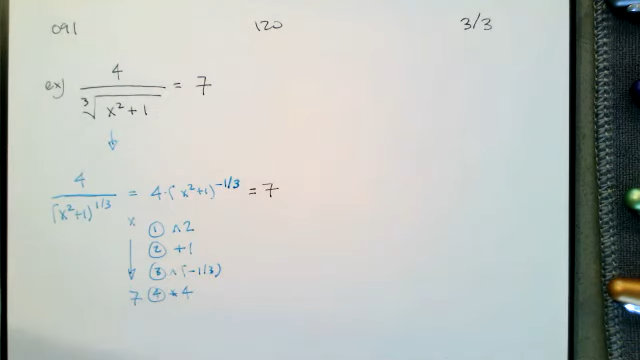 091 120 3/3
ex) 4/∛(x²+1) = 7
↓
4/(x²+1)^1/3 = 4·(x²+1)^-1/3 = 7
x ① ^2
② +1
③ ^(-1/3)
7 ④ *4